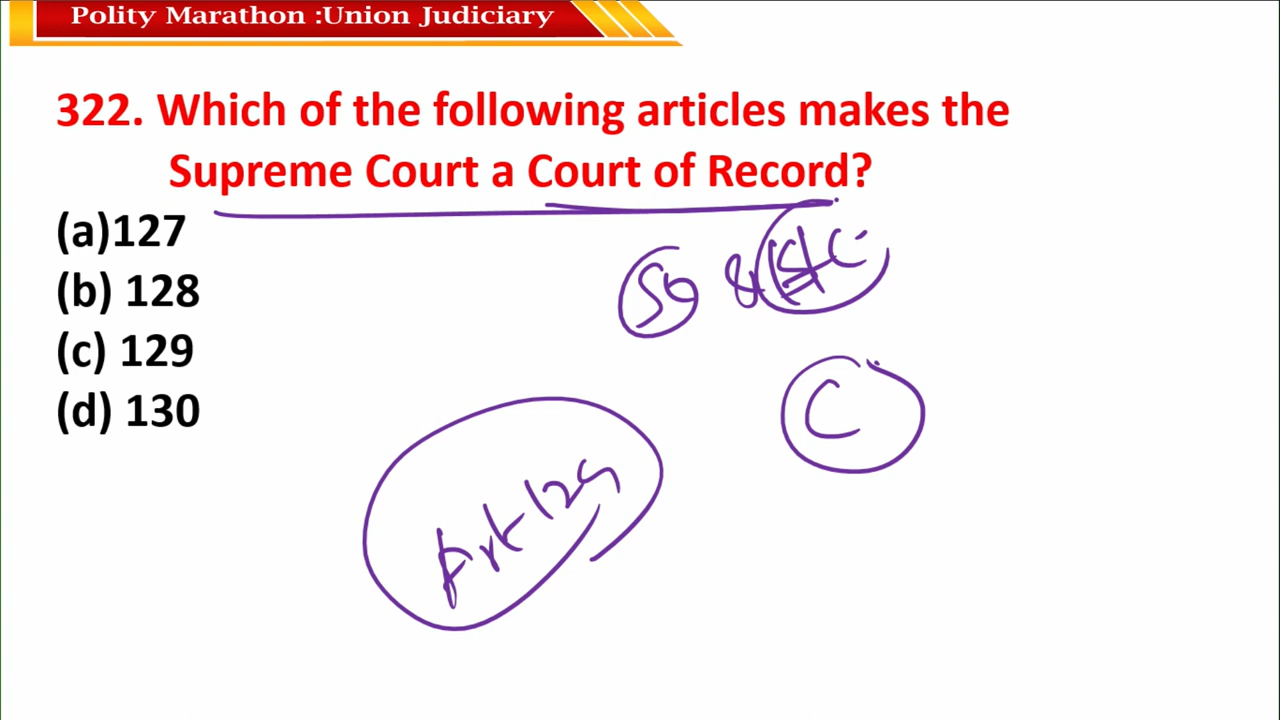 Polity Marathon :Union Judiciary
322. Which of the following articles makes the
Supreme Court a Court of Record?
(a)127
(b) 128
(c) 129
(d) 130
SC & HC
C
Art 129